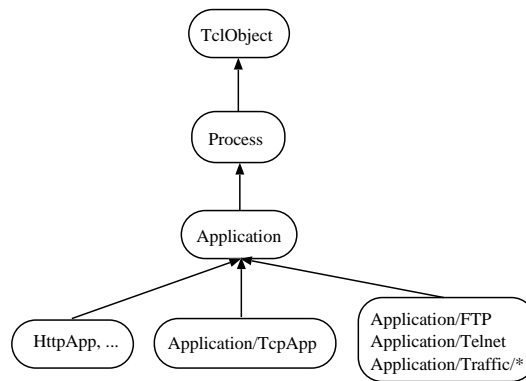 TclObject
Process
Application
HttpApp, ...
Application/TcpApp
Application/FTP
Application/Telnet
Application/Traffic/*